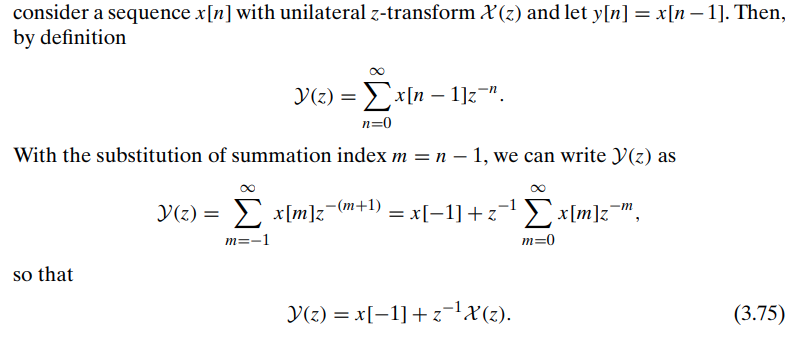 consider a sequence x[n] with unilateral z-transform 𝒳(z) and let y[n] = x[n − 1]. Then,
by definition
𝒴(z) = ∑_{n=0}^{∞} x[n − 1]z^{−n}.
With the substitution of summation index m = n − 1, we can write 𝒴(z) as
𝒴(z) = ∑_{m=−1}^{∞} x[m]z^{−(m+1)} = x[−1] + z^{−1} ∑_{m=0}^{∞} x[m]z^{−m},
so that
𝒴(z) = x[−1] + z^{−1}𝒳(z). (3.75)